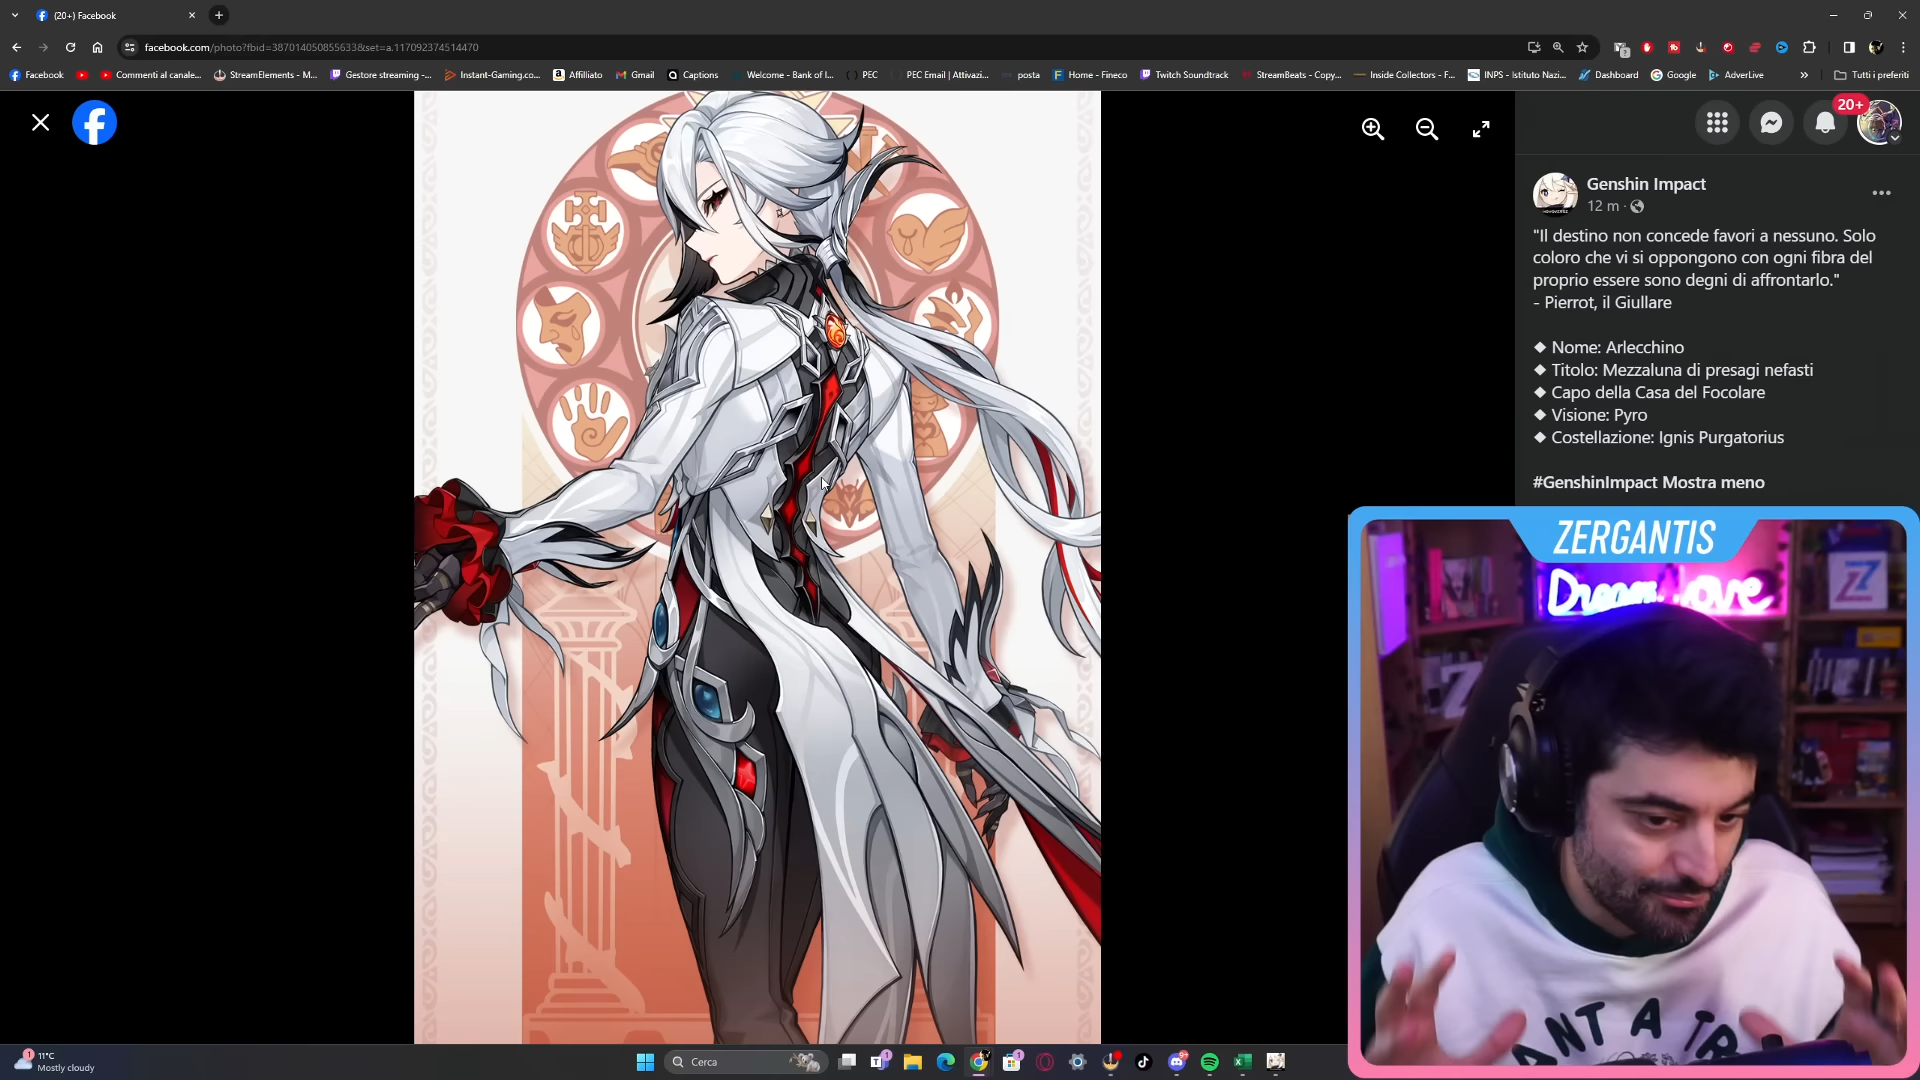 (20+) Facebook
facebook.com/photo?fbid=387014050855633&set=a.117092374514470
Facebook
Commenti al canale...
StreamElements - M...
Gestore streaming -...
Instant-Gaming.co...
Affilliato
Gmail
Captions
Welcome - Bank of I...
PEC
PEC Email | Attivazi...
posta
Home - Fineco
Twitch Soundtrack
StreamBeats - Copy...
Inside Collectors - F...
INPS - Istituto Nazi...
Dashboard
Google
AdverLive
Tutti i preferiti
20+
Genshin Impact
12 m
"Il destino non concede favori a nessuno. Solo
coloro che vi si oppongono con ogni fibra del
proprio essere sono degni di affrontarlo."
- Pierrot, il Giullare
◆ Nome: Arlecchino
◆ Titolo: Mezzaluna di presagi nefasti
◆ Capo della Casa del Focolare
◆ Visione: Pyro
◆ Costellazione: Ignis Purgatorius
#GenshinImpact Mostra meno
ZERGANTIS
Dream Love
ANT A TR
11°C
Mostly cloudy
Cerca